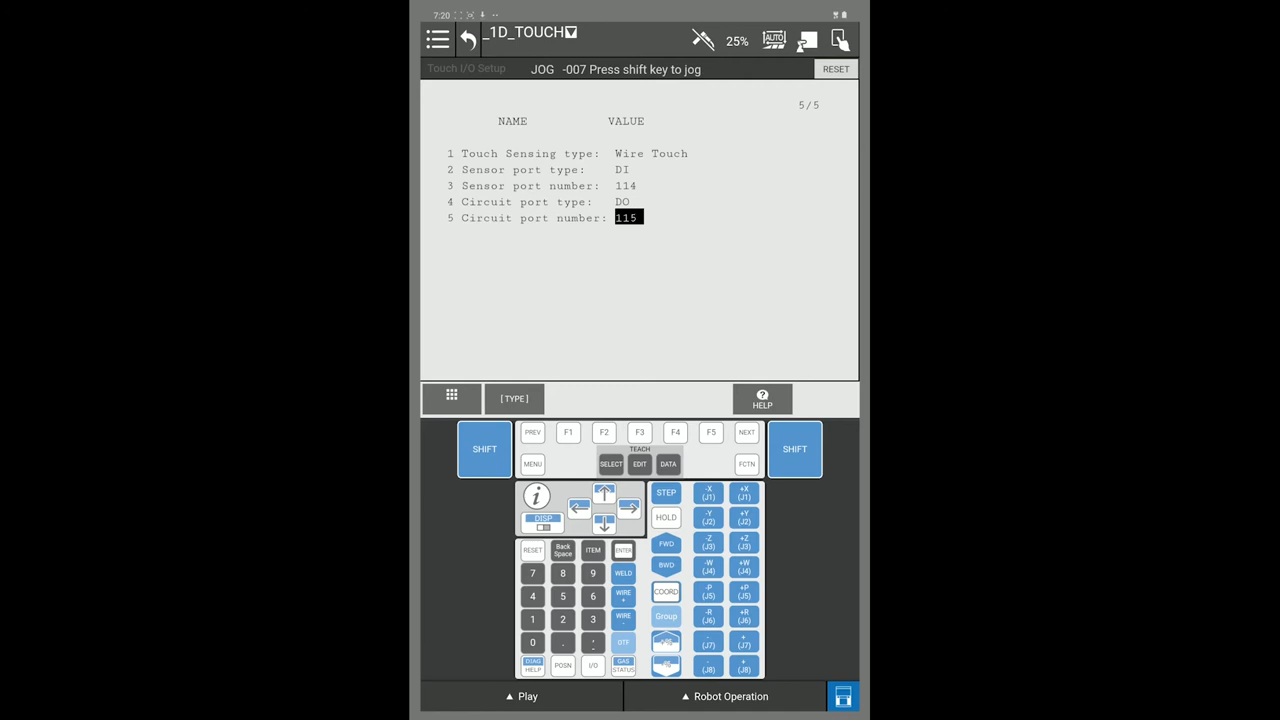 7:20
_1D_TOUCH
25%
AUTO
Touch I/O Setup JOG -007 Press shift key to jog RESET
5/5
NAME VALUE
1 Touch Sensing type: Wire Touch
2 Sensor port type: DI
3 Sensor port number: 114
4 Circuit port type: DO
5 Circuit port number: 115
[ TYPE ] HELP
SHIFT PREV F1 F2 F3 F4 F5 NEXT SHIFT
TEACH
MENU SELECT EDIT DATA FCTN
i STEP -X (J1) +X (J1)
DISP HOLD -Y (J2) +Y (J2)
RESET Back Space ITEM ENTER FWD -Z (J3) +Z (J3)
7 8 9 WELD BWD -W (J4) +W (J4)
4 5 6 WIRE + COORD -P (J5) +P (J5)
1 2 3 WIRE - Group -R (J6) +R (J6)
0 . OTF +% - (J7) + (J7)
DIAG HELP POSN I/O GAS STATUS -% - (J8) + (J8)
Play Robot Operation